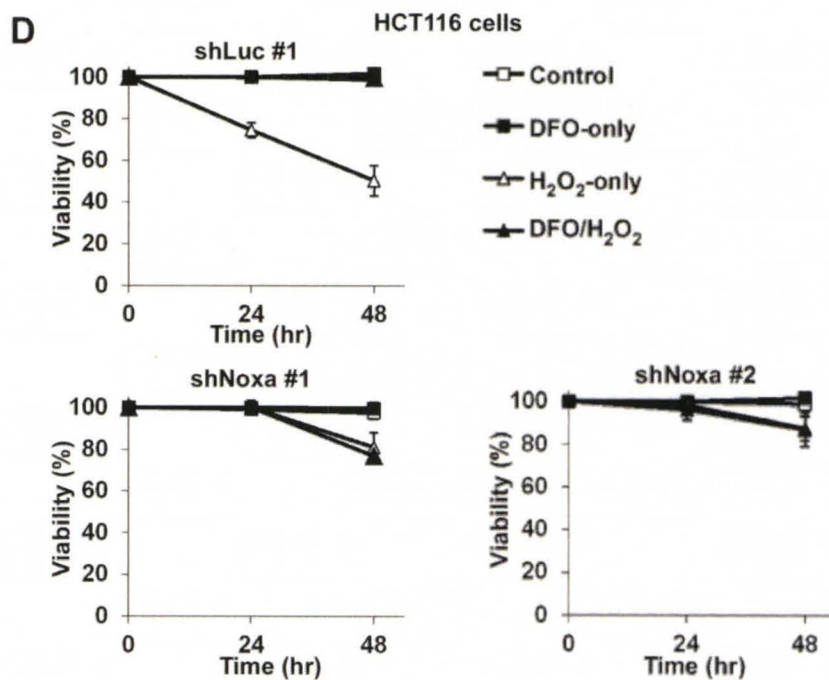 D
HCT116 cells
shLuc #1
Viability (%)
100
80
60
40
20
0
0 24 48
Time (hr)
Control
DFO-only
H₂O₂-only
DFO/H₂O₂
shNoxa #1
Viability (%)
100
80
60
40
20
0
0 24 48
Time (hr)
shNoxa #2
Viability (%)
100
80
60
40
20
0
0 24 48
Time (hr)